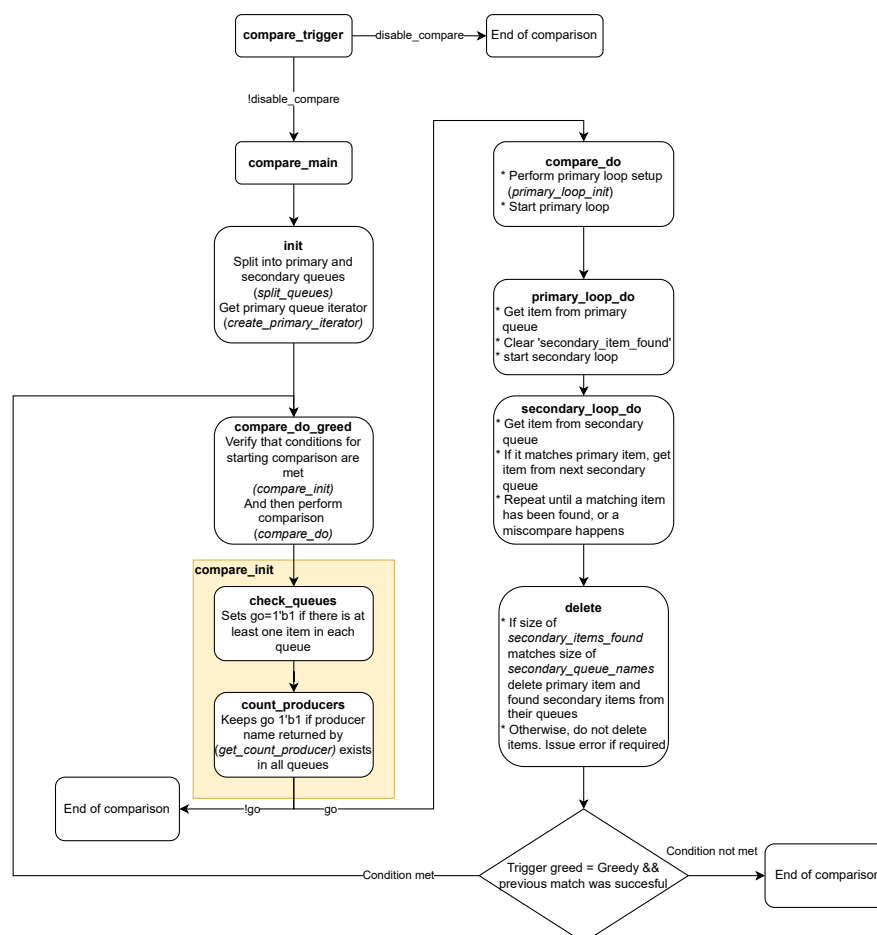 compare_trigger
disable_compare
End of comparison
!disable_compare
compare_main
init
Split into primary and
secondary queues
(split_queues)
Get primary queue iterator
(create_primary_iterator)
compare_do_greed
Verify that conditions for
starting comparison are
met
(compare_init)
And then perform
comparison
(compare_do)
compare_init
check_queues
Sets go=1'b1 if there is at
least one item in each
queue
count_producers
Keeps go 1'b1 if producer
name returned by
(get_count_producer) exists
in all queues
End of comparison
!go
go
compare_do
* Perform primary loop setup
(primary_loop_init)
* Start primary loop
primary_loop_do
* Get item from primary
queue
* Clear 'secondary_item_found'
* start secondary loop
secondary_loop_do
* Get item from secondary
queue
* If it matches primary item, get
item from next secondary
queue
* Repeat until a matching item
has been found, or a
miscompare happens
delete
* If size of
secondary_items_found
matches size of
secondary_queue_names
delete primary item and
found secondary items from
their queues
* Otherwise, do not delete
items. Issue error if required
Trigger greed = Greedy &&
previous match was succesful
Condition met
Condition not met
End of comparison